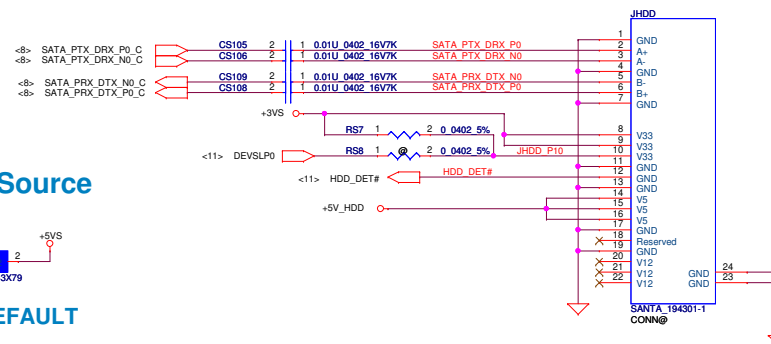 JHDD
<8> SATA_PTX_DRX_P0_C CS105 2 1 0.01U_0402_16V7K SATA_PTX_DRX_P0
<8> SATA_PTX_DRX_N0_C CS106 2 1 0.01U_0402_16V7K SATA_PTX_DRX_N0
<8> SATA_PRX_DTX_N0_C CS109 2 1 0.01U_0402_16V7K SATA_PRX_DTX_N0
<8> SATA_PRX_DTX_P0_C CS108 2 1 0.01U_0402_16V7K SATA_PRX_DTX_P0
1 GND
2 A+
3 A-
4 GND
5 B-
6 B+
7 GND
+3VS
RS7 1 2 0_0402_5%
<11> DEVSLP0 RS8 1 @ 2 0_0402_5% JHDD_P10
<11> HDD_DET# HDD_DET#
+5V_HDD
8 V33
9 V33
10 V33
11 GND
12 GND
13 GND
14 V5
15 V5
16 V5
17 GND
18 Reserved
19 GND
20 V12
21 V12
22 V12
GND 24
GND 23
SANTA_194301-1
CONN@
Source
+5VS
2
3X79
EFAULT